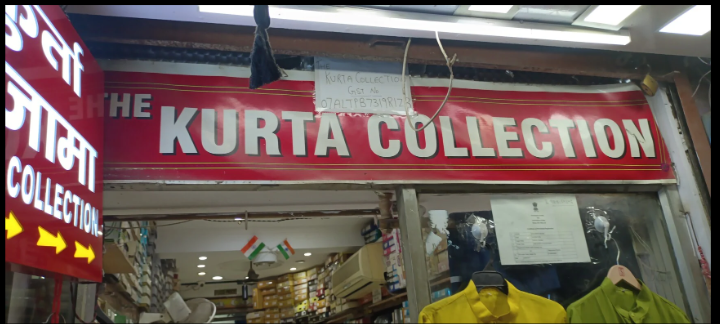 कुर्ता
जामा
COLLECTION
THE KURTA COLLECTION
KURTA COLLECTION